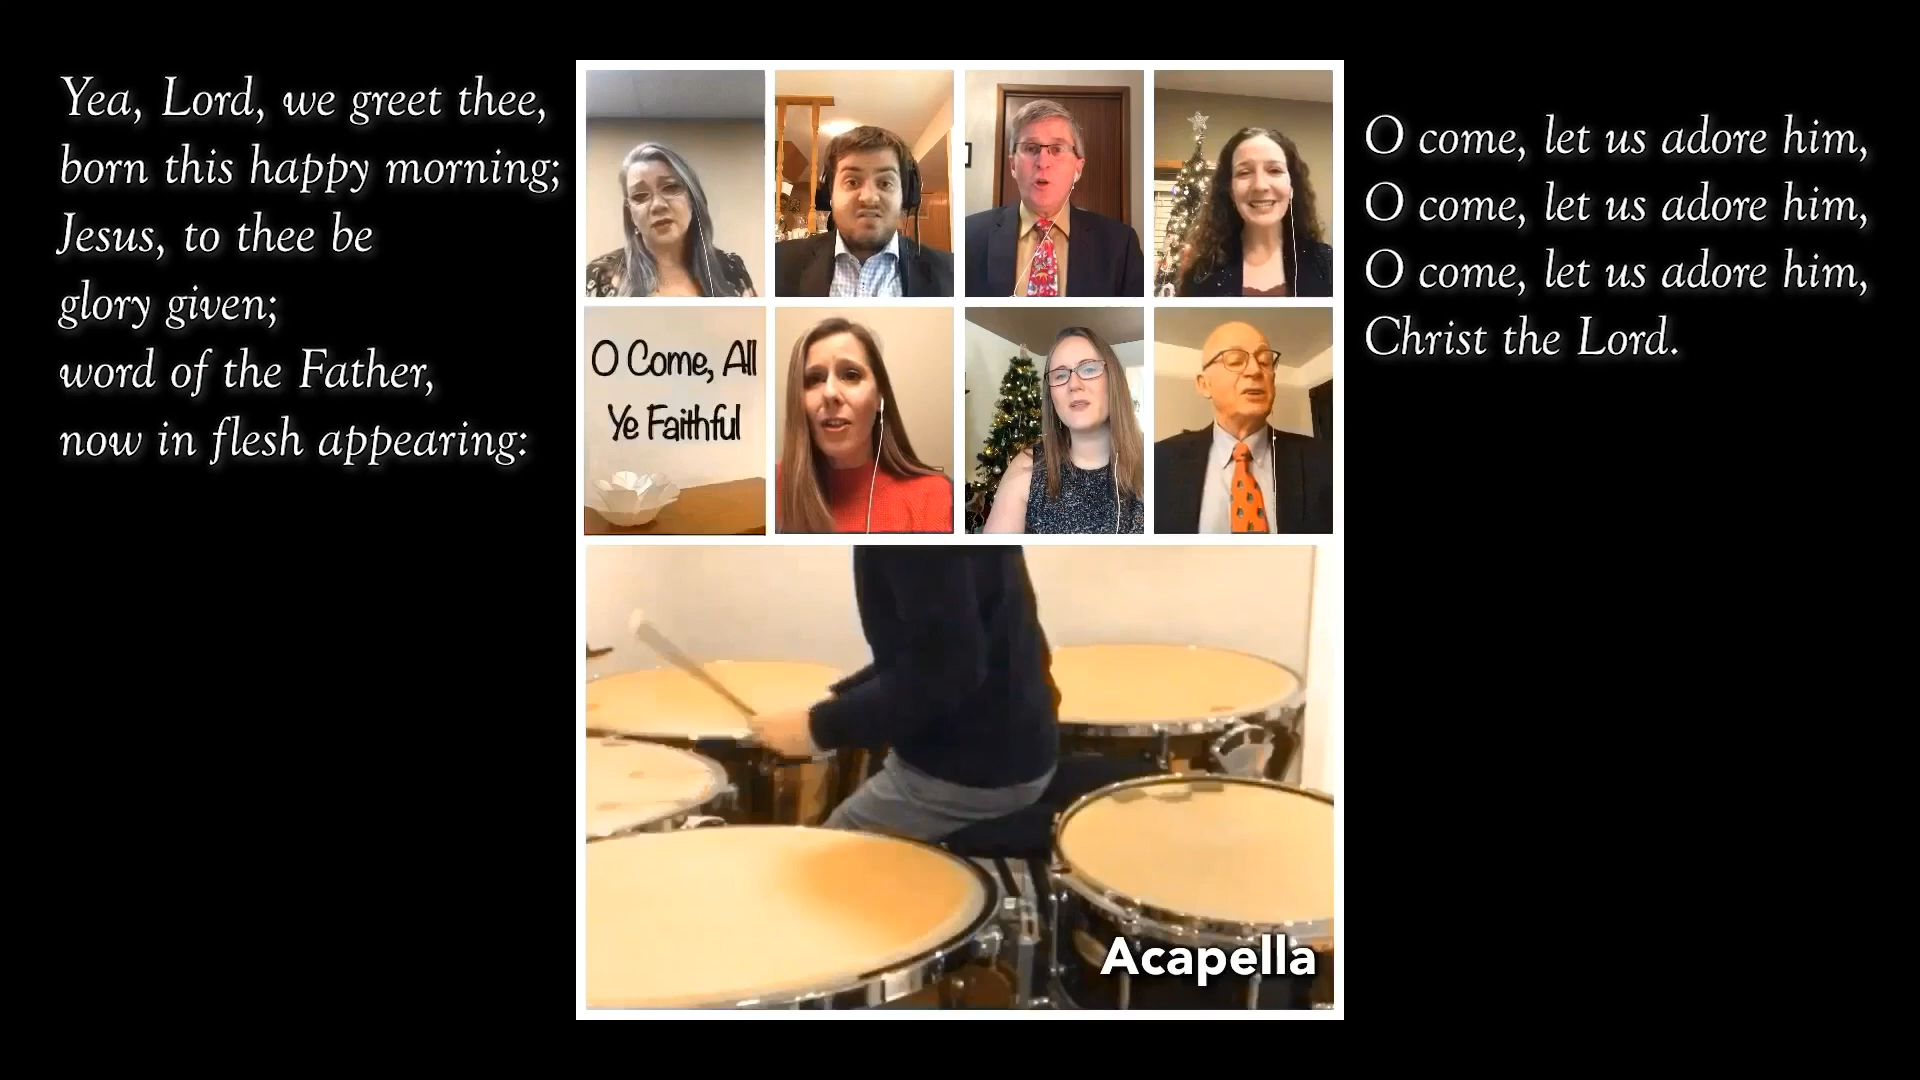 Yea, Lord, we greet thee,
born this happy morning;
Jesus, to thee be
glory given;
word of the Father,
now in flesh appearing:
O Come, All
Ye Faithful
Acapella
O come, let us adore him,
O come, let us adore him,
O come, let us adore him,
Christ the Lord.